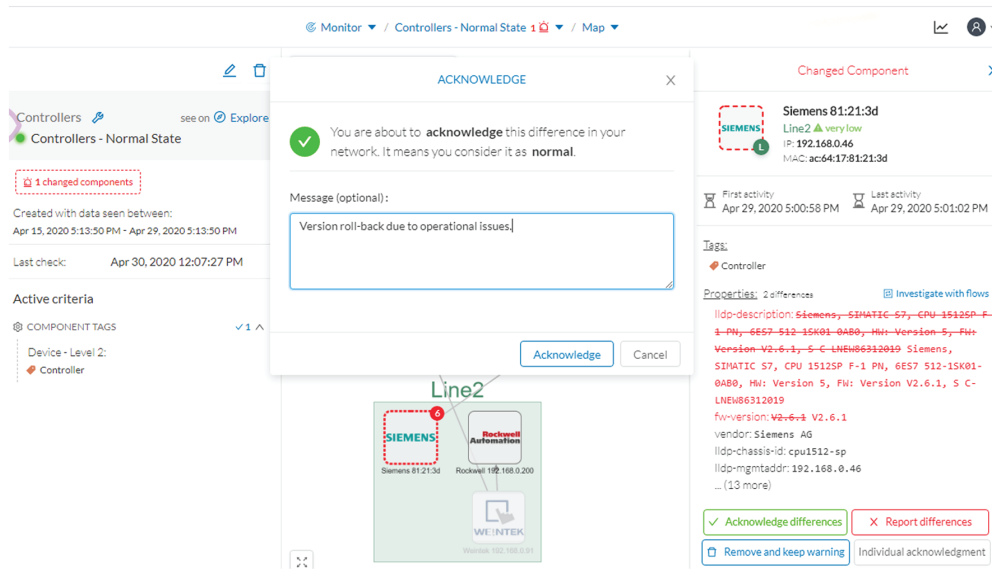 Monitor / Controllers - Normal State 1 / Map
Controllers see on Explore
Controllers - Normal State
1 changed components
Created with data seen between:
Apr 15, 2020 5:13:50 PM - Apr 29, 2020 5:13:50 PM
Last check: Apr 30, 2020 12:07:27 PM
Active criteria
COMPONENT TAGS 1
Device - Level 2:
Controller
ACKNOWLEDGE
You are about to acknowledge this difference in your
network. It means you consider it as normal.
Message (optional) :
Version roll-back due to operational issues.
Acknowledge Cancel
Line2
6
SIEMENS
Rockwell
Automation
Siemens 81:21:3d Rockwell 192.168.0.200
WEINTEK
Weintek 192.168.0.91
Changed Component
SIEMENS
L
Siemens 81:21:3d
Line2 very low
IP: 192.168.0.46
MAC: ac:64:17:81:21:3d
First activity
Apr 29, 2020 5:00:58 PM
Last activity
Apr 29, 2020 5:01:02 PM
Tags:
Controller
Properties: 2 differences Investigate with flows
lldp-description: Siemens, SIMATIC S7, CPU 1512SP F-
1 PN, 6ES7 512-1SK01-0AB0, HW: Version 5, FW:
Version V2.6.1, S C-LNEW86312019 Siemens,
SIMATIC S7, CPU 1512SP F-1 PN, 6ES7 512-1SK01-
0AB0, HW: Version 5, FW: Version V2.6.1, S C-
LNEW86312019
fw-version: V2.6.1 V2.6.1
vendor: Siemens AG
lldp-chassis-id: cpu1512-sp
lldp-mgmtaddr: 192.168.0.46
... (13 more)
Acknowledge differences Report differences
Remove and keep warning Individual acknowledgment